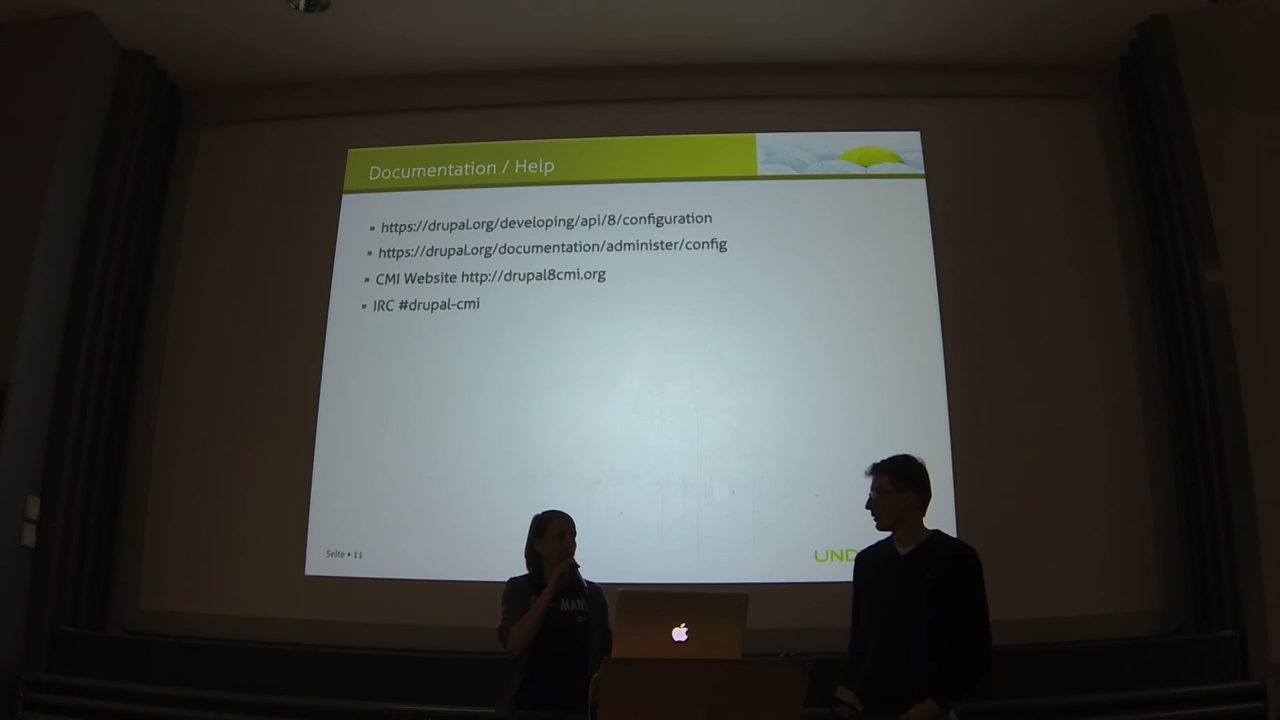 Documentation / Help
▪ https://drupal.org/developing/api/8/configuration
▪ https://drupal.org/documentation/administer/config
▪ CMI Website http://drupal8cmi.org
▪ IRC #drupal-cmi
Seite ▪ 11